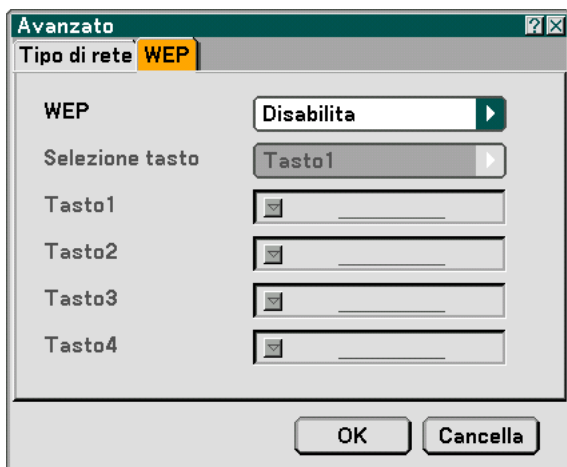 Avanzato
Tipo di rete WEP
WEP Disabilita
Selezione tasto Tasto1
Tasto1
Tasto2
Tasto3
Tasto4
OK Cancella